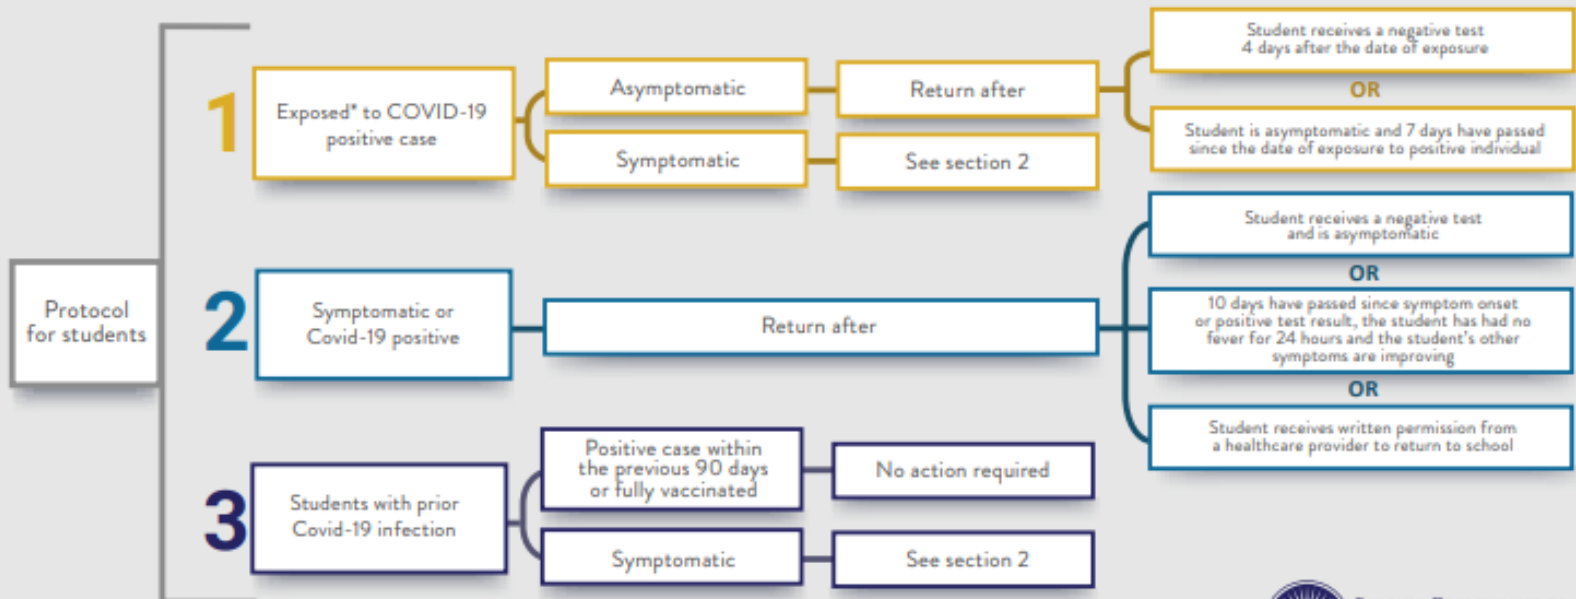 Protocol
for students
1
Exposed* to COVID-19
positive case
Asymptomatic
Return after
Student receives a negative test
4 days after the date of exposure
OR
Student is asymptomatic and 7 days have passed
since the date of exposure to positive individual
Symptomatic
See section 2
2
Symptomatic or
Covid-19 positive
Return after
Student receives a negative test
and is asymptomatic
OR
10 days have passed since symptom onset
or positive test result, the student has had no
fever for 24 hours and the student's other
symptoms are improving
OR
Student receives written permission from
a healthcare provider to return to school
3
Students with prior
Covid-19 infection
Positive case within
the previous 90 days
or fully vaccinated
No action required
Symptomatic
See section 2